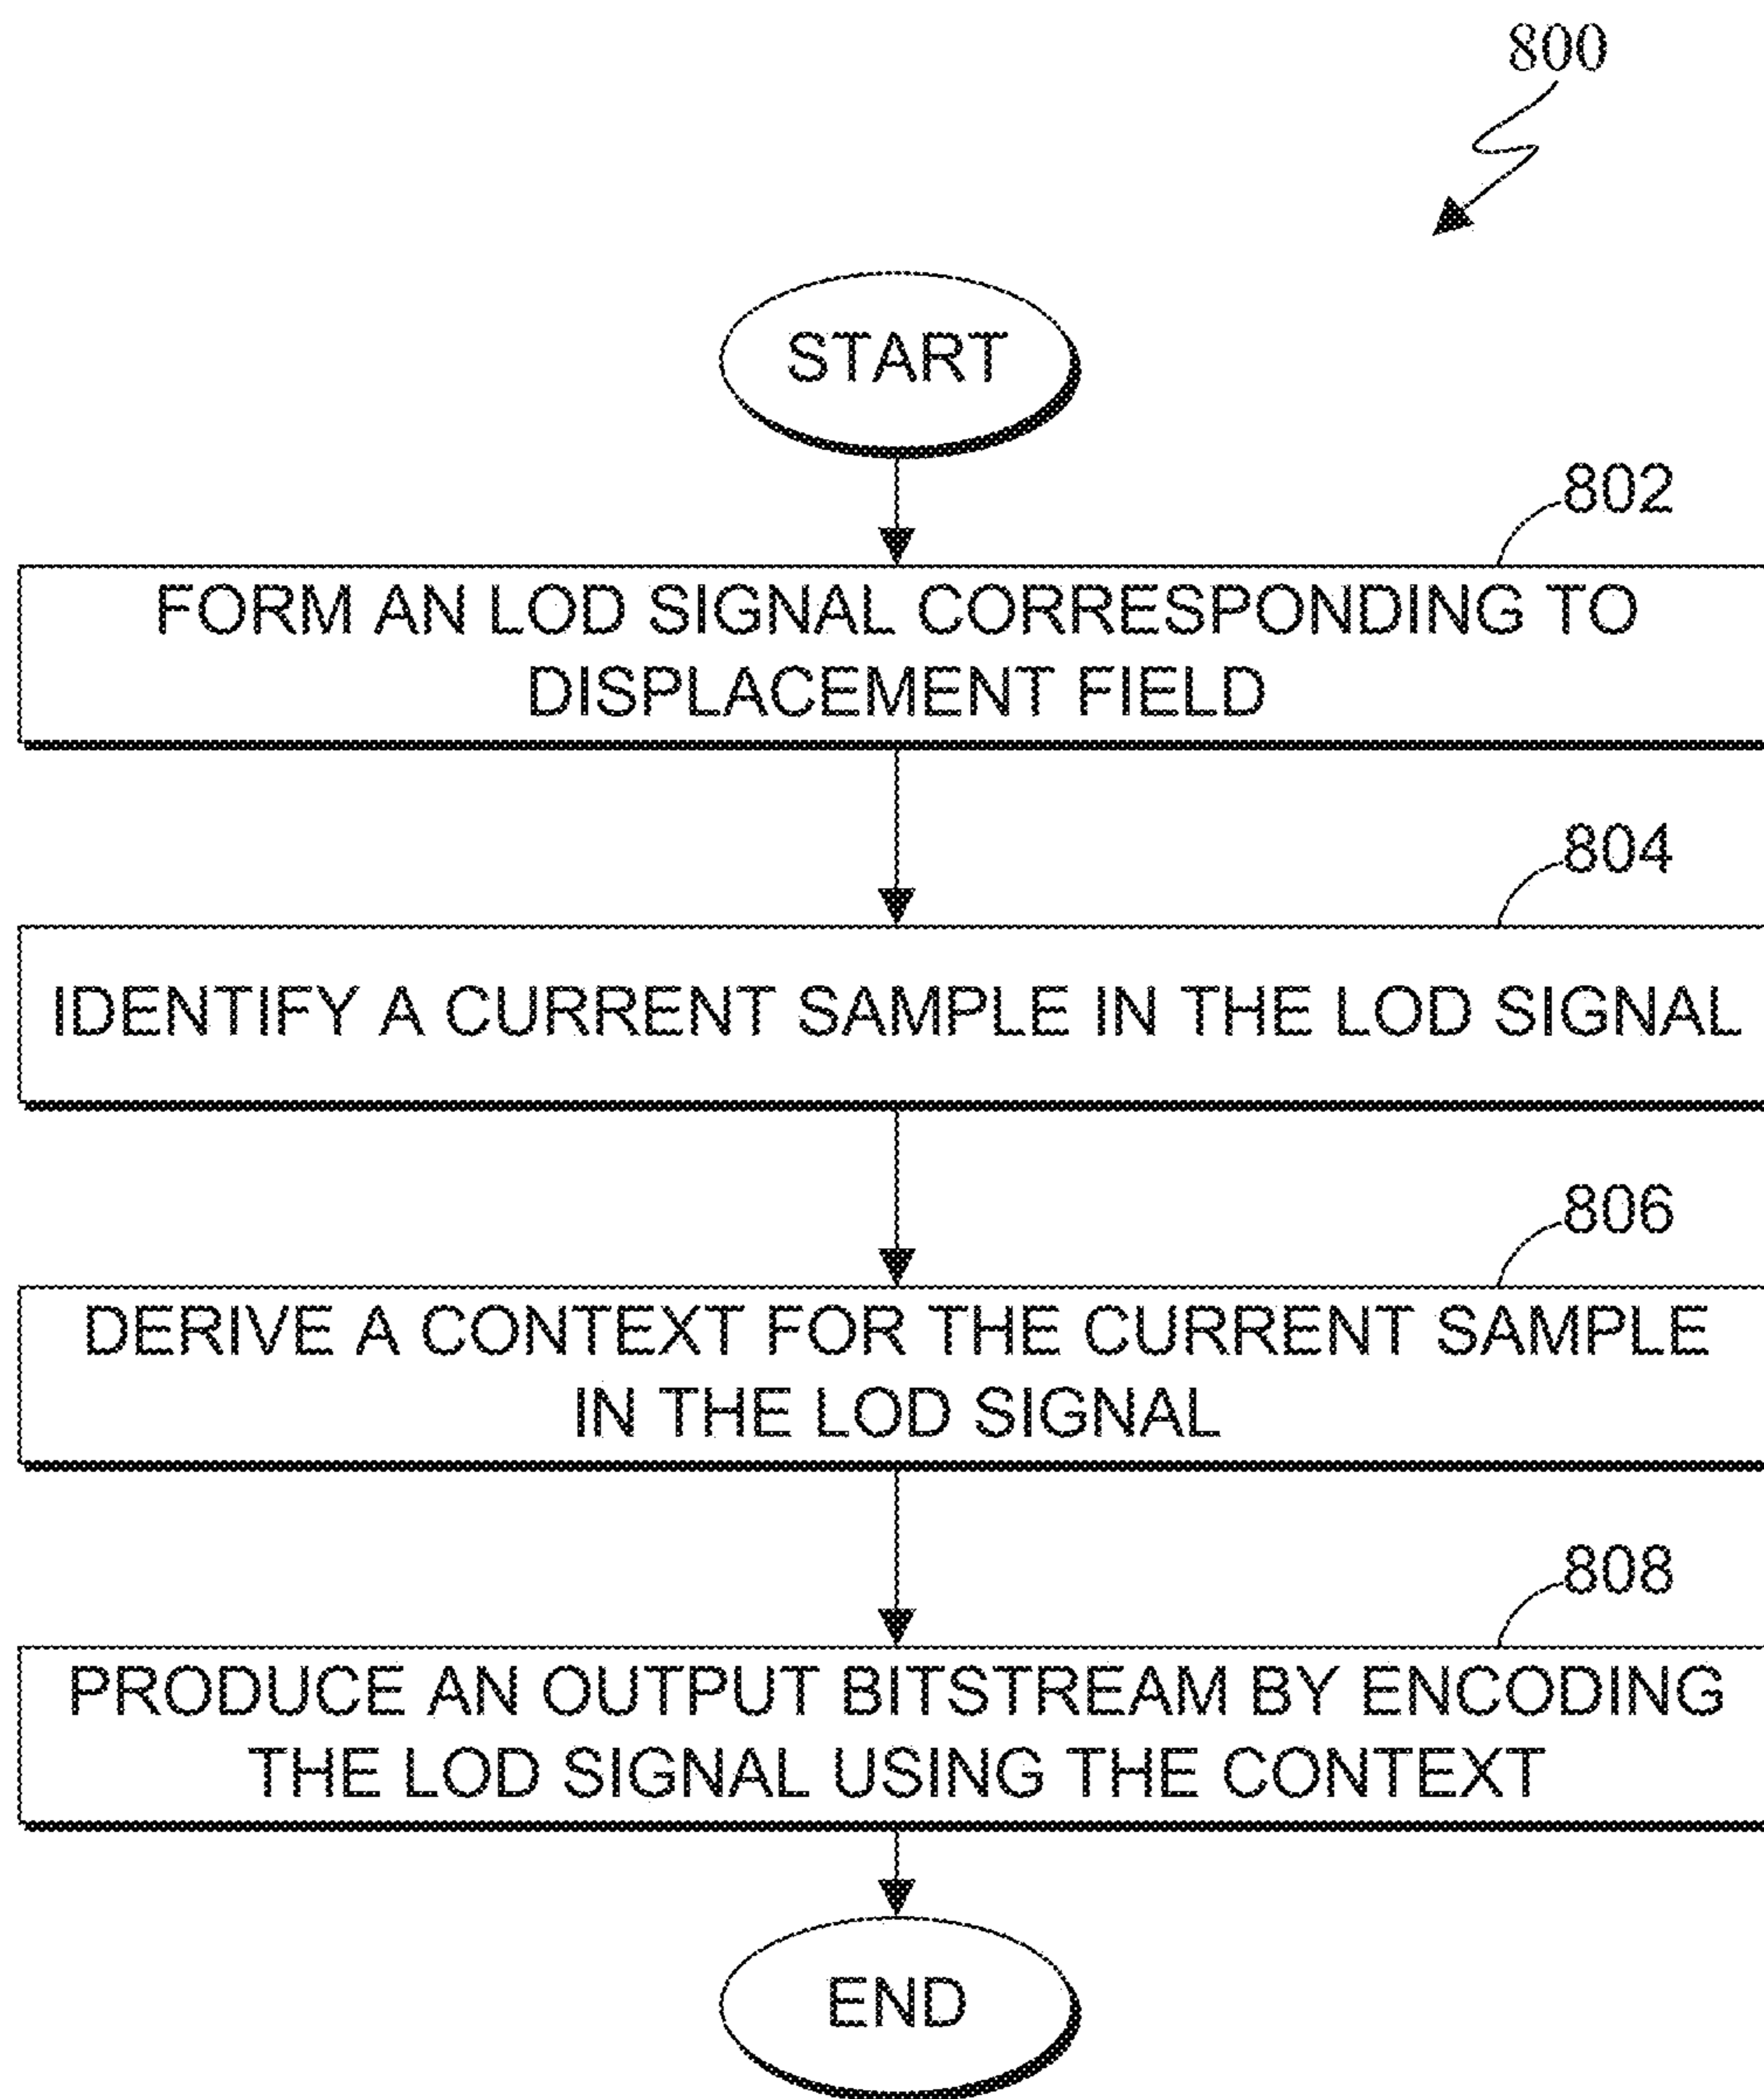 800
START
802
FORM AN LOD SIGNAL CORRESPONDING TO
DISPLACEMENT FIELD
804
IDENTIFY A CURRENT SAMPLE IN THE LOD SIGNAL
806
DERIVE A CONTEXT FOR THE CURRENT SAMPLE
IN THE LOD SIGNAL
808
PRODUCE AN OUTPUT BITSTREAM BY ENCODING
THE LOD SIGNAL USING THE CONTEXT
END